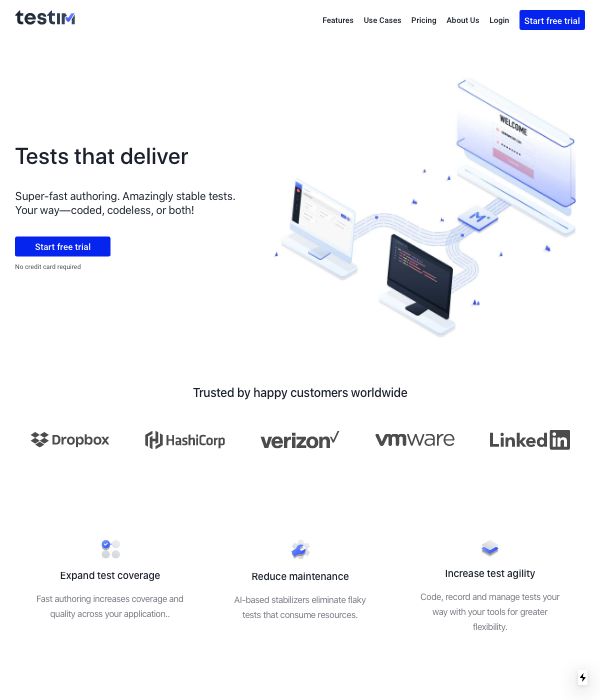 testim
Features Use Cases Pricing About Us Login Start free trial
WELCOME
Tests that deliver
Super-fast authoring. Amazingly stable tests.
Your way—coded, codeless, or both!
M
Start free trial
No credit card required
Trusted by happy customers worldwide
Dropbox HashiCorp verizon vmware LinkedIn
Expand test coverage Reduce maintenance Increase test agility
Fast authoring increases coverage and
quality across your application..
AI-based stabilizers eliminate flaky
tests that consume resources.
Code, record and manage tests your
way with your tools for greater
flexibility.